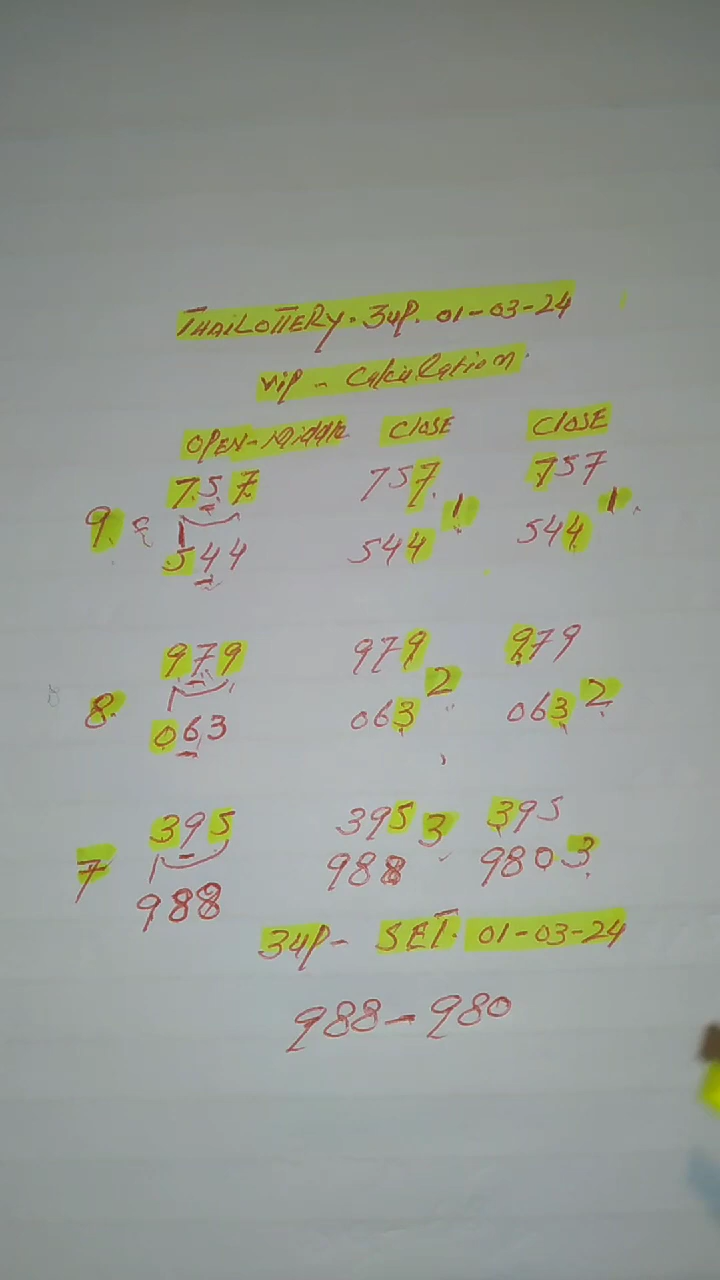 THAILOTTERY. 3UP. 01-03-24
VIP - Calculation.
OPEN-Middle CLOSE CLOSE
757 757 757
9 = 1 1
544 544 544
979 979 979
8 2 2
063 063 063
395 395 3 395
7 988 988 980 3
3UP- SET. 01-03-24
988-980